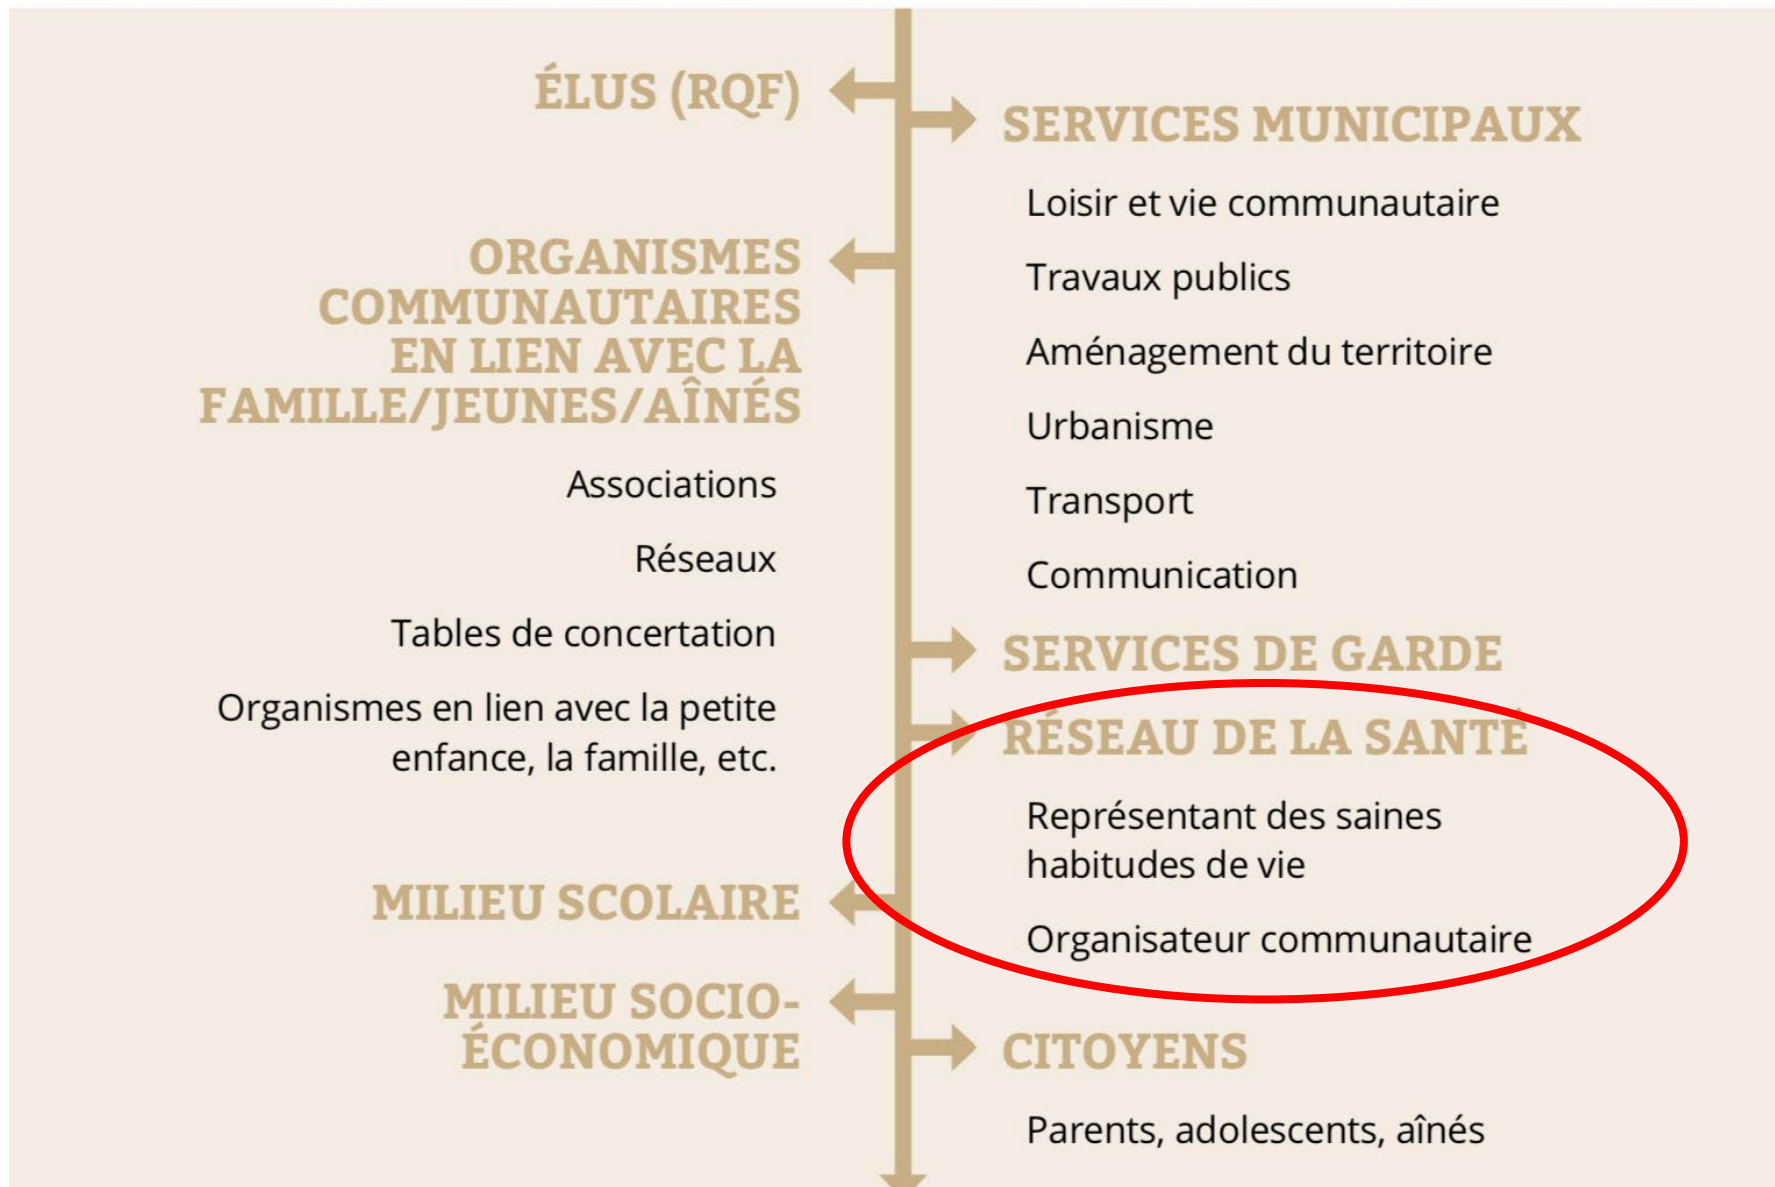 ÉLUS (RQF)
ORGANISMES
COMMUNAUTAIRES
EN LIEN AVEC LA
FAMILLE/JEUNES/AÎNÉS
Associations
Réseaux
Tables de concertation
Organismes en lien avec la petite
enfance, la famille, etc.
MILIEU SCOLAIRE
MILIEU SOCIO-
ÉCONOMIQUE
SERVICES MUNICIPAUX
Loisir et vie communautaire
Travaux publics
Aménagement du territoire
Urbanisme
Transport
Communication
SERVICES DE GARDE
RÉSEAU DE LA SANTÉ
Représentant des saines
habitudes de vie
Organisateur communautaire
CITOYENS
Parents, adolescents, aînés